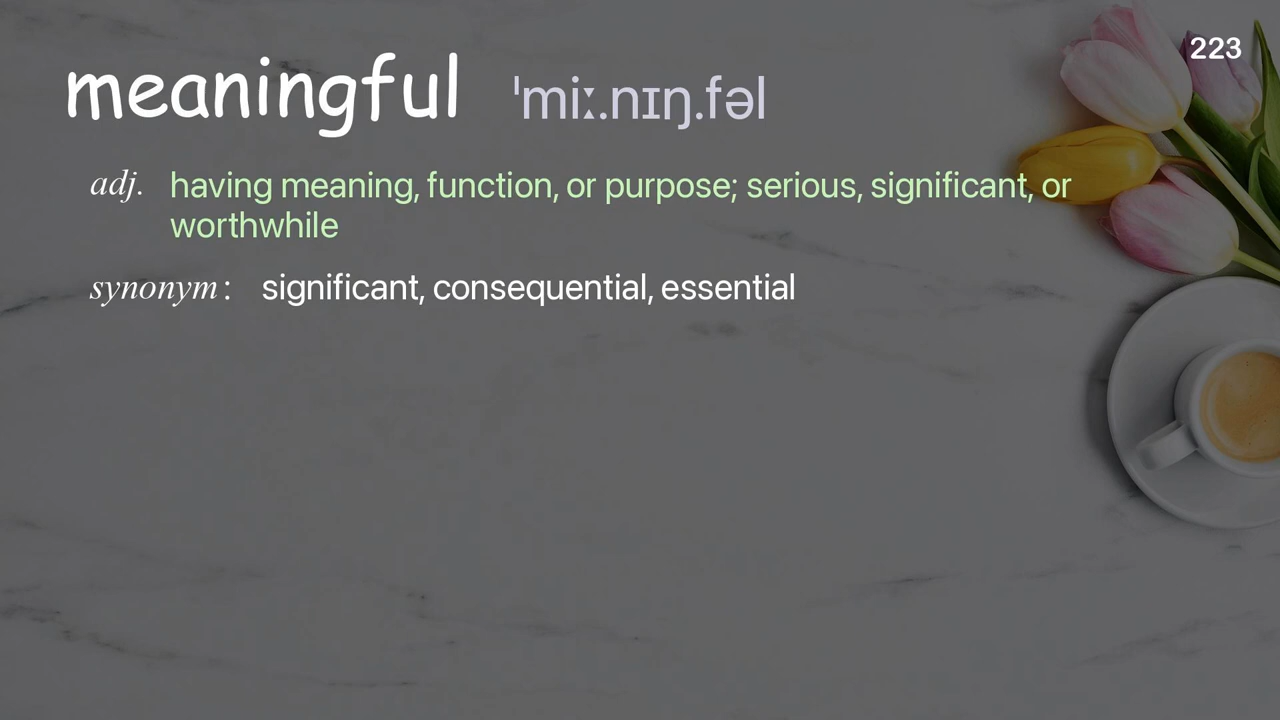 223
meaningful ˈmiː.nɪŋ.fəl
adj. having meaning, function, or purpose; serious, significant, or
worthwhile
synonym : significant, consequential, essential